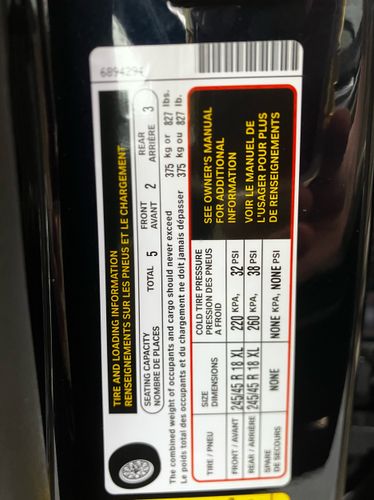 6894294
TIRE AND LOADING INFORMATION
RENSEIGNEMENTS SUR LES PNEUS ET LE CHARGEMENT
SEATING CAPACITY
NOMBRE DE PLACES
TOTAL 5
FRONT
AVANT 2
REAR
ARRIÈRE 3
The combined weight of occupants and cargo should never exceed 375 kg or 827 lbs.
Le poids total des occupants et du chargement ne doit jamais dépasser 375 kg ou 827 lb.
TIRE / PNEU
SIZE
DIMENSIONS
COLD TIRE PRESSURE
PRESSION DES PNEUS
A FROID
FRONT / AVANT 245/45 R 18 XL 220 KPA, 32 PSI
REAR / ARRIÈRE 245/45 R 18 XL 260 KPA, 38 PSI
SPARE
DE SECOURS
NONE
NONE KPA, NONE PSI
SEE OWNER'S MANUAL
FOR ADDITIONAL
INFORMATION
VOIR LE MANUEL DE
L'USAGER POUR PLUS
DE RENSEIGNEMENTS